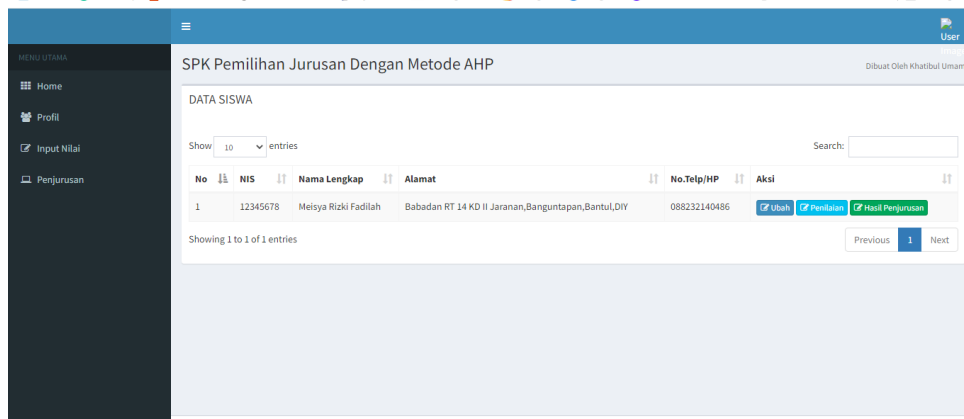 User
Image
MENU UTAMA
SPK Pemilihan Jurusan Dengan Metode AHP
Dibuat Oleh Khatibul Umam
Home
Profil
Input Nilai
Penjurusan
DATA SISWA
Show 10 entries
Search:
No NIS Nama Lengkap Alamat No.Telp/HP Aksi
1 12345678 Meisya Rizki Fadilah Babadan RT 14 KD II Jaranan,Banguntapan,Bantul,DIY 088232140486 Ubah Penilaian Hasil Penjurusan
Showing 1 to 1 of 1 entries
Previous 1 Next